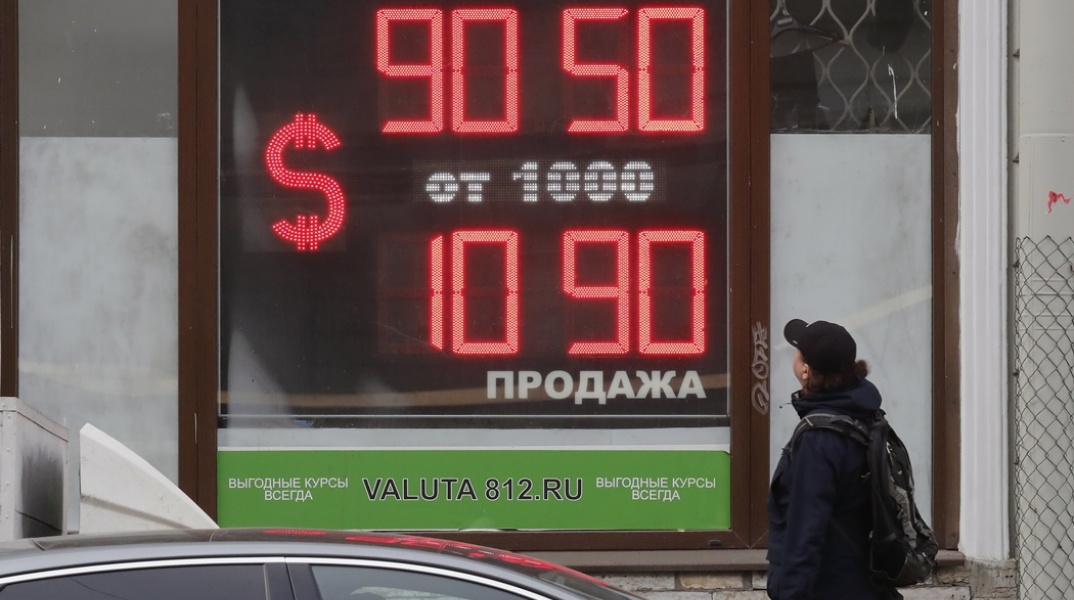 90 50
$
от 1000
10 90
ПРОДАЖА
ВЫГОДНЫЕ КУРСЫ
ВСЕГДА
VALUTA 812.RU
ВЫГОДНЫЕ КУРСЫ
ВСЕГДА